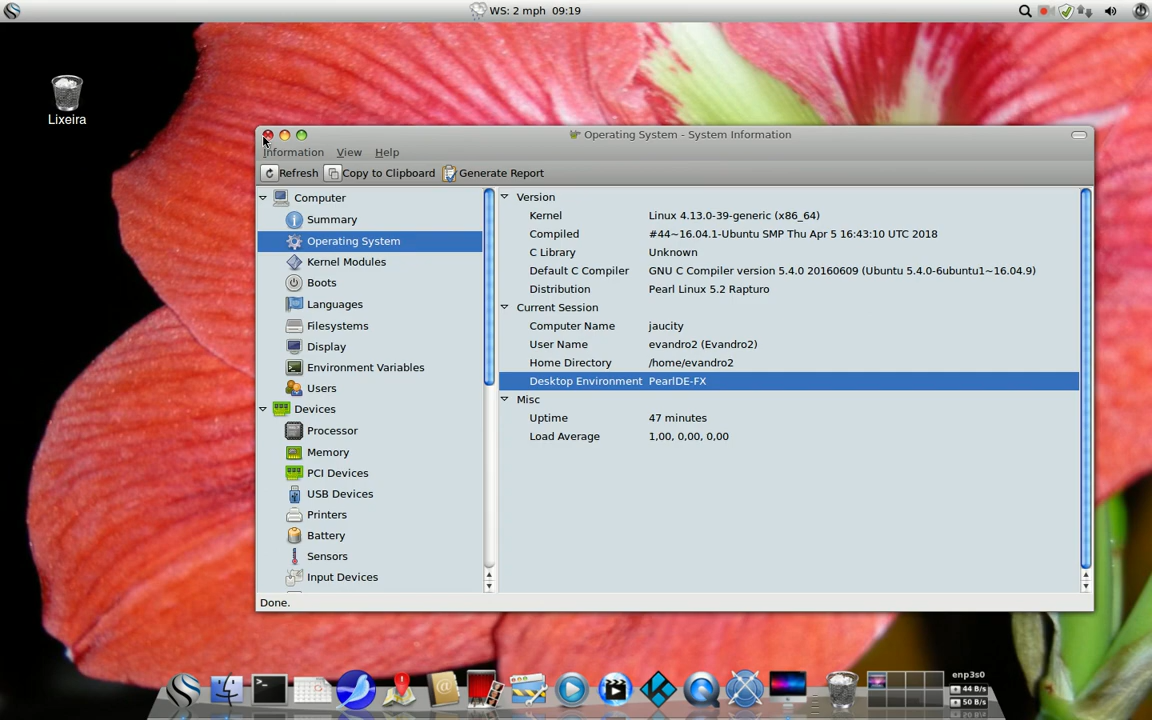 WS: 2 mph 09:19
Lixeira
Operating System - System Information
Information View Help
Refresh Copy to Clipboard Generate Report
Computer
Summary
Operating System
Kernel Modules
Boots
Languages
Filesystems
Display
Environment Variables
Users
Devices
Processor
Memory
PCI Devices
USB Devices
Printers
Battery
Sensors
Input Devices
Version
Kernel Linux 4.13.0-39-generic (x86_64)
Compiled #44~16.04.1-Ubuntu SMP Thu Apr 5 16:43:10 UTC 2018
C Library Unknown
Default C Compiler GNU C Compiler version 5.4.0 20160609 (Ubuntu 5.4.0-6ubuntu1~16.04.9)
Distribution Pearl Linux 5.2 Rapturo
Current Session
Computer Name jaucity
User Name evandro2 (Evandro2)
Home Directory /home/evandro2
Desktop Environment PearlDE-FX
Misc
Uptime 47 minutes
Load Average 1,00, 0,00, 0,00
Done.
enp3s0
44 B/s
50 B/s